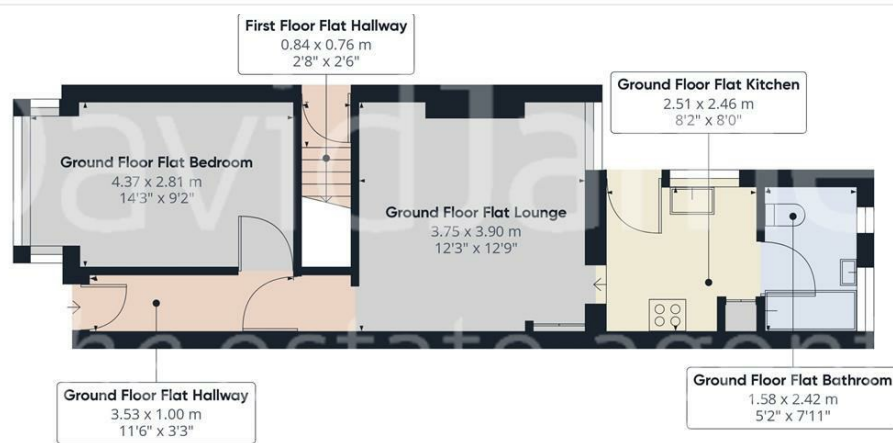 First Floor Flat Hallway
0.84 x 0.76 m
2'8" x 2'6"
Ground Floor Flat Kitchen
2.51 x 2.46 m
8'2" x 8'0"
Ground Floor Flat Bedroom
4.37 x 2.81 m
14'3" x 9'2"
Ground Floor Flat Lounge
3.75 x 3.90 m
12'3" x 12'9"
Ground Floor Flat Hallway
3.53 x 1.00 m
11'6" x 3'3"
Ground Floor Flat Bathroom
1.58 x 2.42 m
5'2" x 7'11"